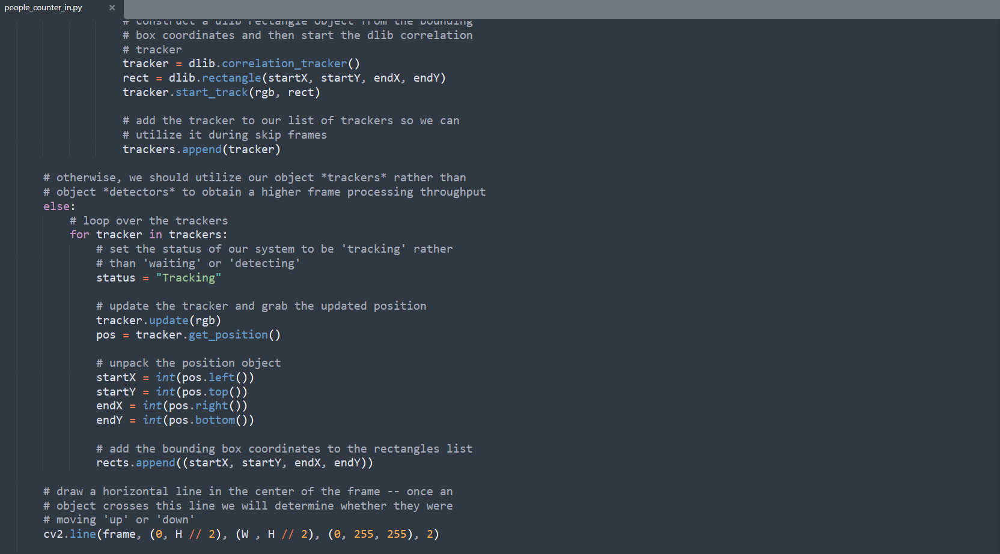 people_counter_in.py ×
# construct a dlib rectangle object from the bounding
# box coordinates and then start the dlib correlation
# tracker
tracker = dlib.correlation_tracker()
rect = dlib.rectangle(startX, startY, endX, endY)
tracker.start_track(rgb, rect)
# add the tracker to our list of trackers so we can
# utilize it during skip frames
trackers.append(tracker)
# otherwise, we should utilize our object *trackers* rather than
# object *detectors* to obtain a higher frame processing throughput
else:
# loop over the trackers
for tracker in trackers:
# set the status of our system to be 'tracking' rather
# than 'waiting' or 'detecting'
status = "Tracking"
# update the tracker and grab the updated position
tracker.update(rgb)
pos = tracker.get_position()
# unpack the position object
startX = int(pos.left())
startY = int(pos.top())
endX = int(pos.right())
endY = int(pos.bottom())
# add the bounding box coordinates to the rectangles list
rects.append((startX, startY, endX, endY))
# draw a horizontal line in the center of the frame -- once an
# object crosses this line we will determine whether they were
# moving 'up' or 'down'
cv2.line(frame, (0, H // 2), (W , H // 2), (0, 255, 255), 2)